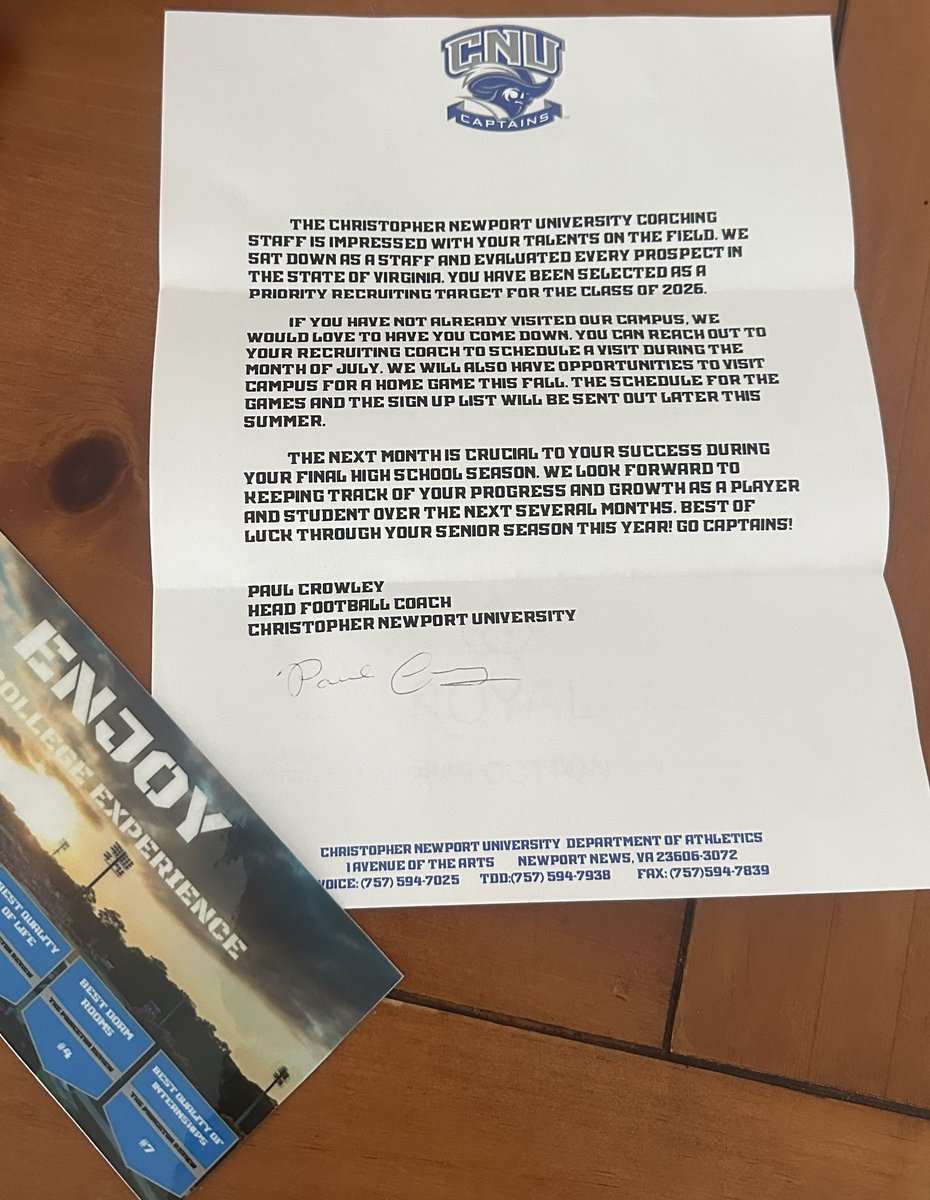 CNU
CAPTAINS
THE CHRISTOPHER NEWPORT UNIVERSITY COACHING
STAFF IS IMPRESSED WITH YOUR TALENTS ON THE FIELD. WE
SAT DOWN AS A STAFF AND EVALUATED EVERY PROSPECT IN
THE STATE OF VIRGINIA. YOU HAVE BEEN SELECTED AS A
PRIORITY RECRUITING TARGET FOR THE CLASS OF 2026.
IF YOU HAVE NOT ALREADY VISITED OUR CAMPUS, WE
WOULD LOVE TO HAVE YOU COME DOWN. YOU CAN REACH OUT TO
YOUR RECRUITING COACH TO SCHEDULE A VISIT DURING THE
MONTH OF JULY. WE WILL ALSO HAVE OPPORTUNITIES TO VISIT
CAMPUS FOR A HOME GAME THIS FALL. THE SCHEDULE FOR THE
GAMES AND THE SIGN UP LIST WILL BE SENT OUT LATER THIS
SUMMER.
THE NEXT MONTH IS CRUCIAL TO YOUR SUCCESS DURING
YOUR FINAL HIGH SCHOOL SEASON. WE LOOK FORWARD TO
KEEPING TRACK OF YOUR PROGRESS AND GROWTH AS A PLAYER
AND STUDENT OVER THE NEXT SEVERAL MONTHS. BEST OF
LUCK THROUGH YOUR SENIOR SEASON THIS YEAR! GO CAPTAINS!
PAUL CROWLEY
HEAD FOOTBALL COACH
CHRISTOPHER NEWPORT UNIVERSITY
Paul
CHRISTOPHER NEWPORT UNIVERSITY DEPARTMENT OF ATHLETICS
1 AVENUE OF THE ARTS NEWPORT NEWS, VA 23606-3072
VOICE: (757) 594-7025 TDD:(757) 594-7938 FAX: (757)594-7839
ENJOY
COLLEGE EXPERIENCE
BEST QUALITY
OF LIFE
BEST DORM
ROOMS
THE PRINCETON REVIEW
#4
BEST QUALITY OF
INTERNSHIPS
THE PRINCETON REVIEW
#7